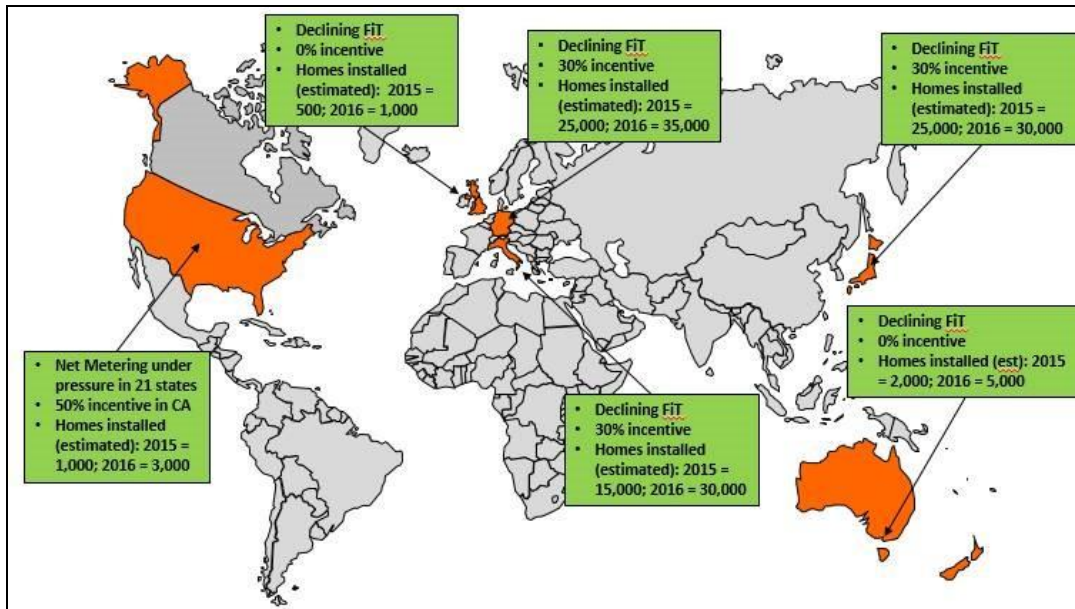 • Declining FiT
• 0% incentive
• Homes installed
(estimated): 2015 =
500; 2016 = 1,000
• Declining FiT
• 30% incentive
• Homes installed
(estimated): 2015 =
25,000; 2016 = 35,000
• Declining FiT
• 30% incentive
• Homes installed
(estimated): 2015 =
25,000; 2016 = 30,000
• Net Metering under
pressure in 21 states
• 50% incentive in CA
• Homes installed
(estimated): 2015 =
1,000; 2016 = 3,000
• Declining FiT
• 30% incentive
• Homes installed
(estimated): 2015 =
15,000; 2016 = 30,000
• Declining FiT
• 0% incentive
• Homes installed (est): 2015
= 2,000; 2016 = 5,000